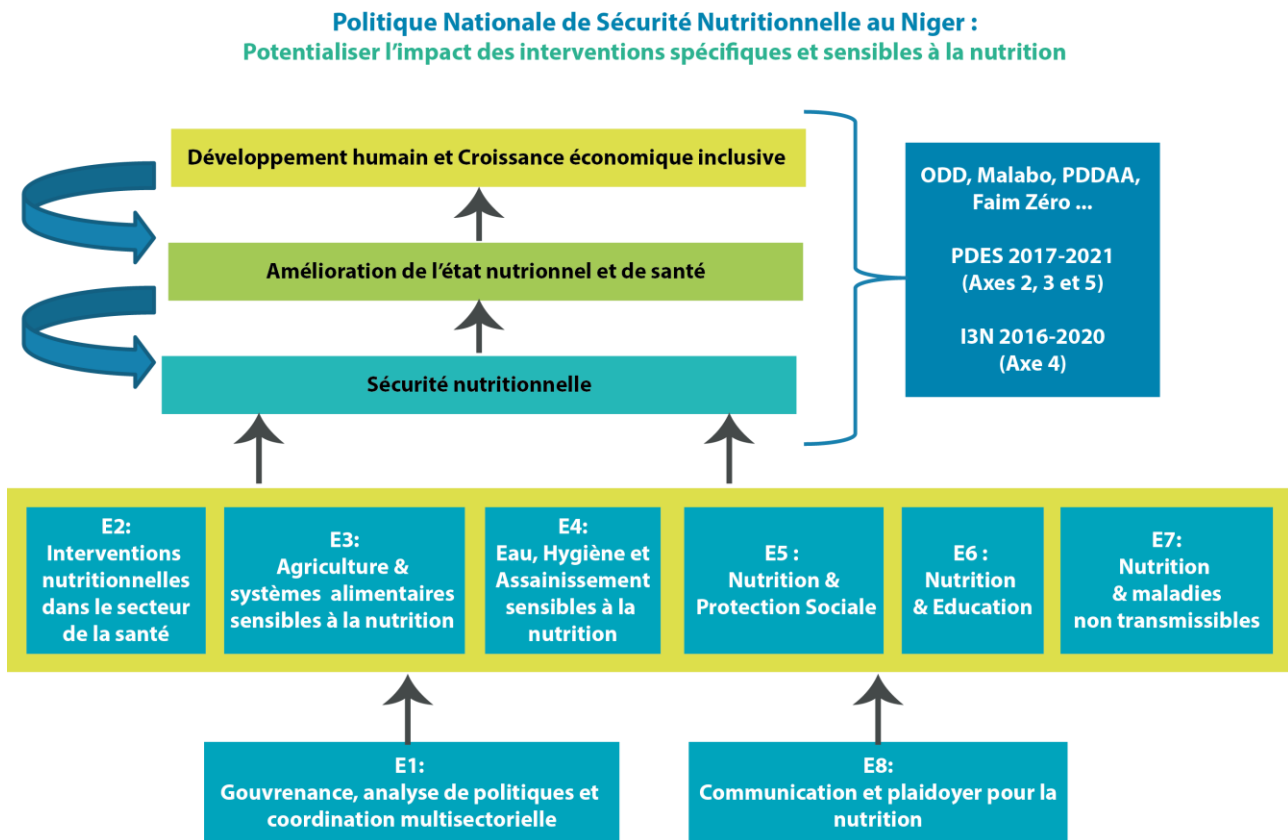 Politique Nationale de Sécurité Nutritionnelle au Niger :
Potentialiser l'impact des interventions spécifiques et sensibles à la nutrition
Développement humain et Croissance économique inclusive
Amélioration de l'état nutrionnel et de santé
Sécurité nutritionnelle
ODD, Malabo, PDDAA,
Faim Zéro ...
PDES 2017-2021
(Axes 2, 3 et 5)
I3N 2016-2020
(Axe 4)
E2:
Interventions
nutritionnelles
dans le secteur
de la santé
E3:
Agriculture &
systèmes alimentaires
sensibles à la nutrition
E4:
Eau, Hygiène et
Assainissement
sensibles à la
nutrition
E5 :
Nutrition &
Protection Sociale
E6 :
Nutrition
& Education
E7:
Nutrition
& maladies
non transmissibles
E1:
Gouvrenance, analyse de politiques et
coordination multisectorielle
E8:
Communication et plaidoyer pour la
nutrition